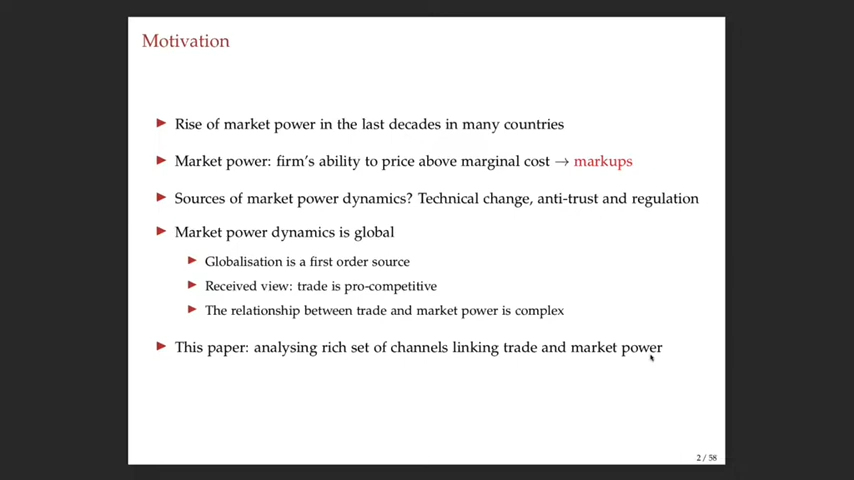 Motivation
Rise of market power in the last decades in many countries
Market power: firm's ability to price above marginal cost → markups
Sources of market power dynamics? Technical change, anti-trust and regulation
Market power dynamics is global
Globalisation is a first order source
Received view: trade is pro-competitive
The relationship between trade and market power is complex
This paper: analysing rich set of channels linking trade and market power
2 / 58